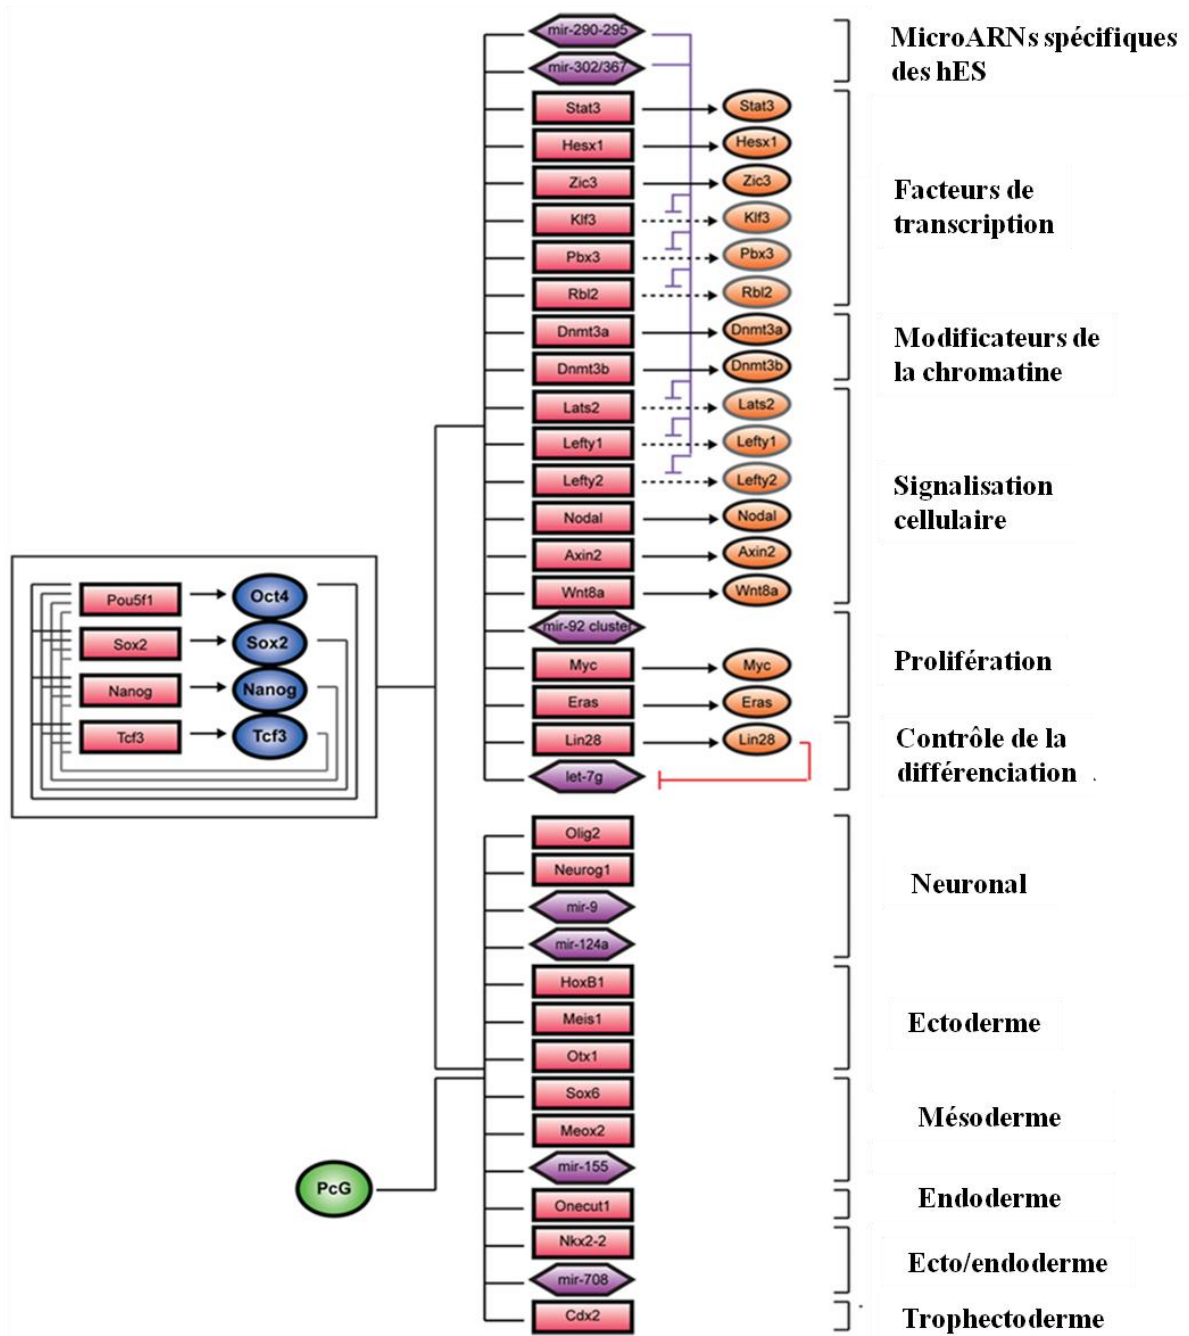 mir-290-295
mir-302/367
MicroARNs spécifiques
des hES
Stat3
Stat3
Hesx1
Hesx1
Zic3
Zic3
Klf3
Klf3
Pbx3
Pbx3
Rbl2
Rbl2
Facteurs de
transcription
Dnmt3a
Dnmt3a
Dnmt3b
Dnmt3b
Modificateurs de
la chromatine
Lats2
Lats2
Lefty1
Lefty1
Lefty2
Lefty2
Nodal
Nodal
Axin2
Axin2
Wnt8a
Wnt8a
Signalisation
cellulaire
Pou5f1
Oct4
Sox2
Sox2
Nanog
Nanog
Tcf3
Tcf3
mir-92 cluster
Myc
Myc
Eras
Eras
Prolifération
Lin28
Lin28
let-7g
Contrôle de la
différenciation
Olig2
Neurog1
mir-9
mir-124a
Neuronal
HoxB1
Meis1
Otx1
Ectoderme
Sox6
Meox2
mir-155
Mésoderme
PcG
Onecut1
Endoderme
Nkx2-2
mir-708
Ecto/endoderme
Cdx2
Trophectoderme